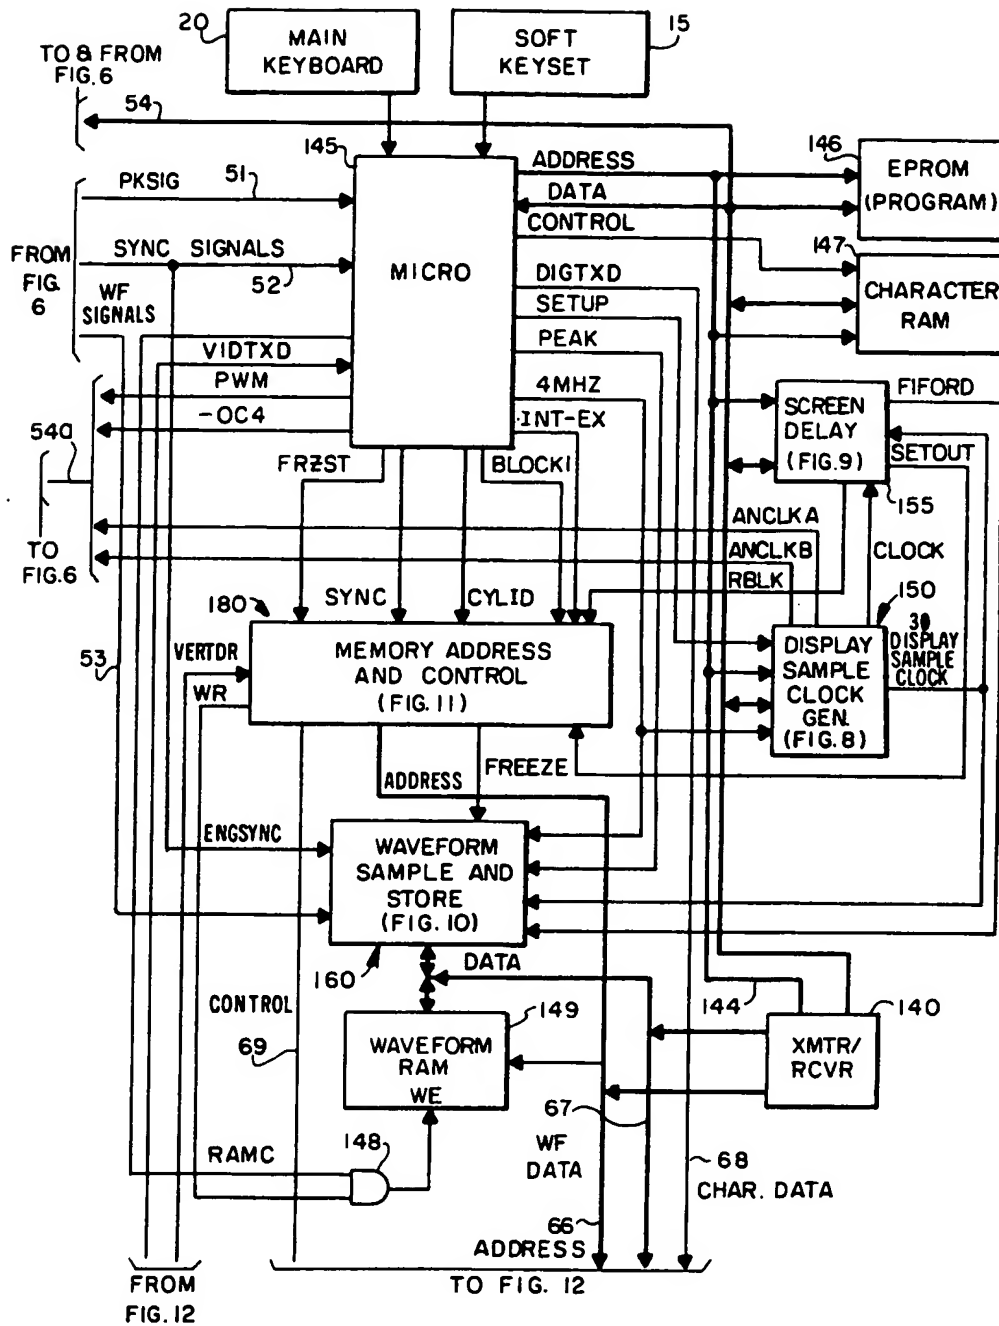 20
MAIN
KEYBOARD
SOFT
KEYSET
15
TO & FROM
FIG. 6
54
145
ADDRESS
146
EPROM
(PROGRAM)
PKSIG
51
DATA
CONTROL
147
FROM
FIG.
6
SYNC SIGNALS
52
MICRO
DIGTXD
CHARACTER
RAM
WF
SIGNALS
SETUP
VIDTXD
PEAK
PWM
4MHZ
SCREEN
DELAY
(FIG.9)
FIFORD
-OC4
INT-EX
54a
FRZST
BLOCK1
SETOUT
155
TO
FIG.6
ANCLKA
ANCLKB
CLOCK
RBLK
150
180
SYNC
CYLID
30
DISPLAY
SAMPLE
CLOCK
53
VERTDR
MEMORY ADDRESS
AND CONTROL
(FIG. 11)
DISPLAY
SAMPLE
CLOCK
GEN.
(FIG.8)
WR
ADDRESS
FREEZE
ENGSYNC
WAVEFORM
SAMPLE AND
STORE
(FIG. 10)
160
DATA
CONTROL
149
144
140
69
WAVEFORM
RAM
WE
XMTR/
RCVR
67
RAMC
148
WF
DATA
68
CHAR. DATA
66
ADDRESS
FROM
FIG. 12
TO FIG. 12